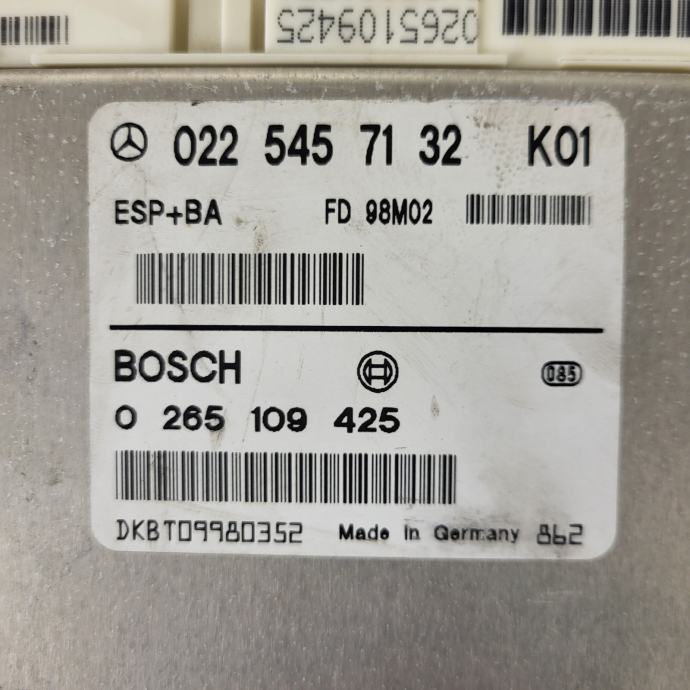 0265109425
022 545 71 32 K01
ESP+BA FD 98M02
BOSCH 085
0 265 109 425
DKBT09980352 Made in Germany 862